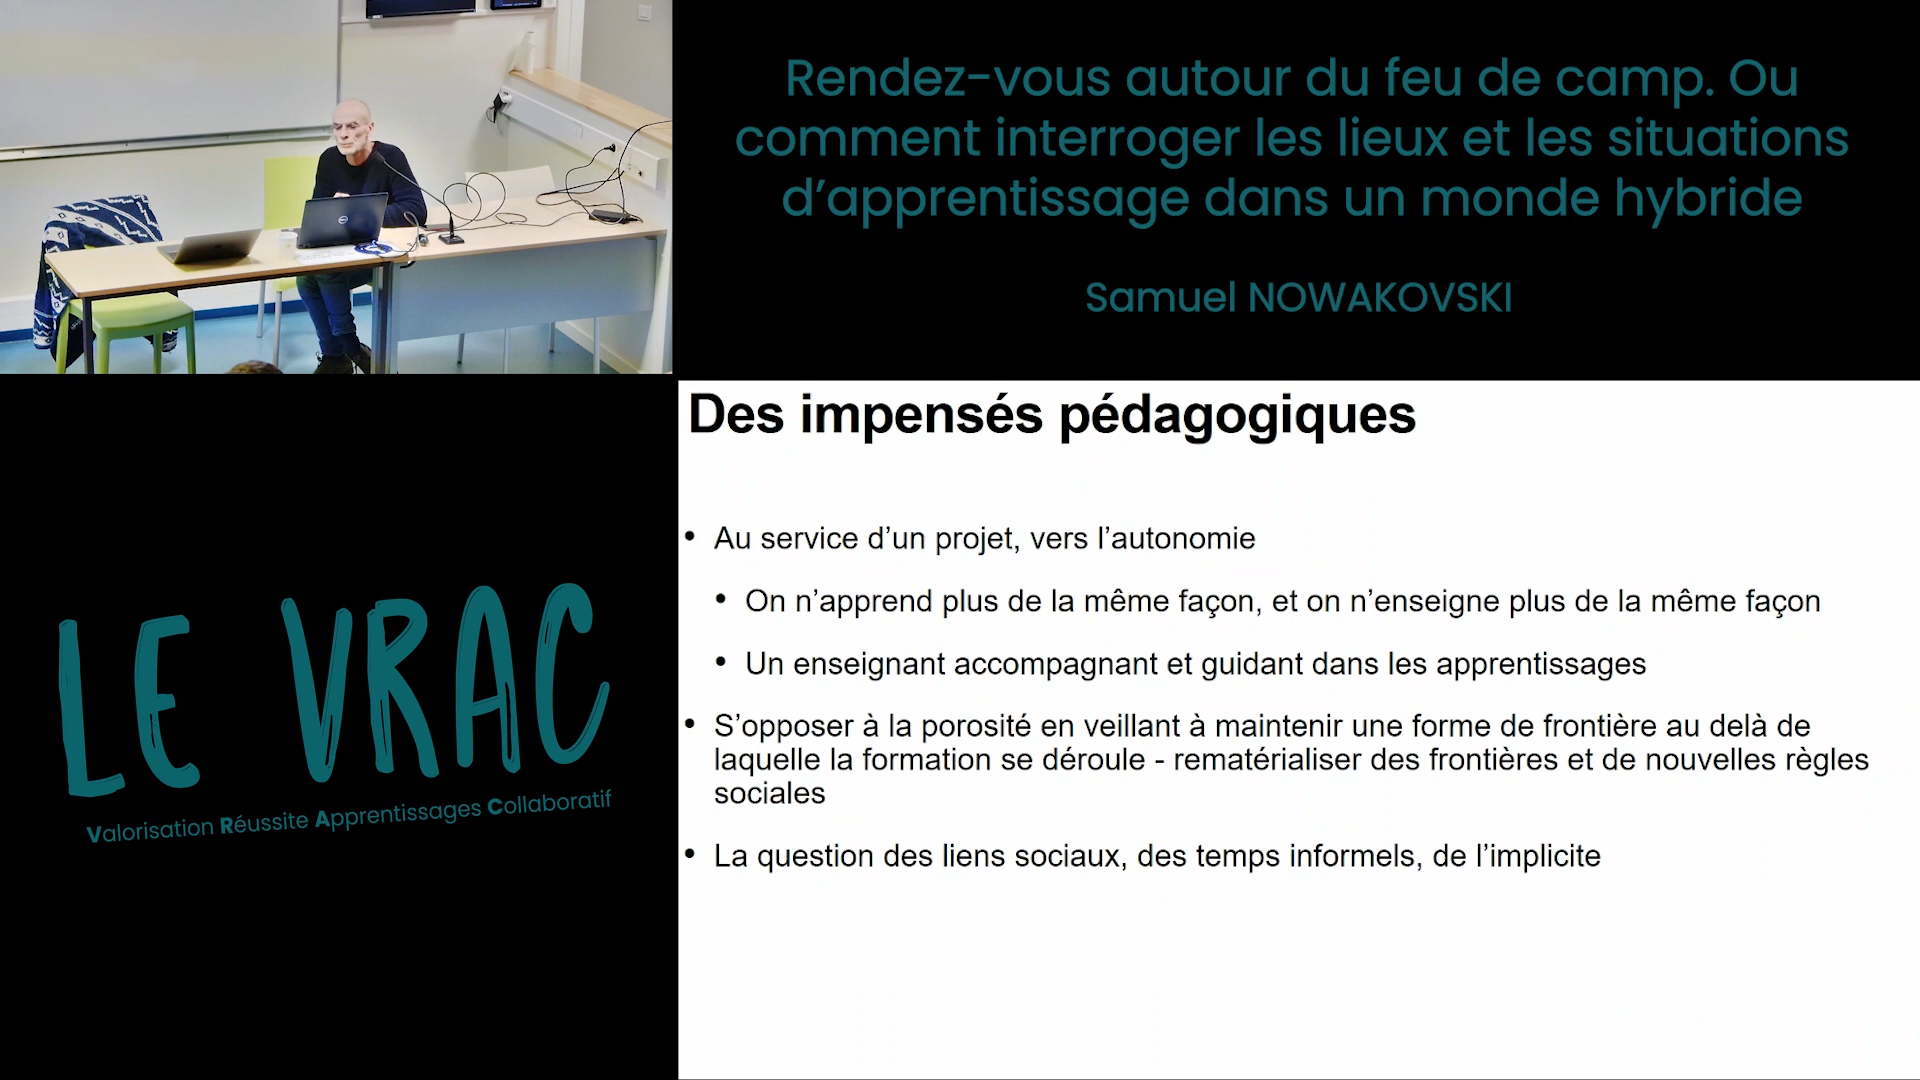 Rendez-vous autour du feu de camp. Ou
comment interroger les lieux et les situations
d’apprentissage dans un monde hybride
Samuel NOWAKOVSKI
Des impensés pédagogiques
• Au service d’un projet, vers l’autonomie
• On n’apprend plus de la même façon, et on n’enseigne plus de la même façon
• Un enseignant accompagnant et guidant dans les apprentissages
• S’opposer à la porosité en veillant à maintenir une forme de frontière au delà de
laquelle la formation se déroule - rematérialiser des frontières et de nouvelles règles
sociales
• La question des liens sociaux, des temps informels, de l’implicite
LE VRAC
Valorisation Réussite Apprentissages Collaboratif